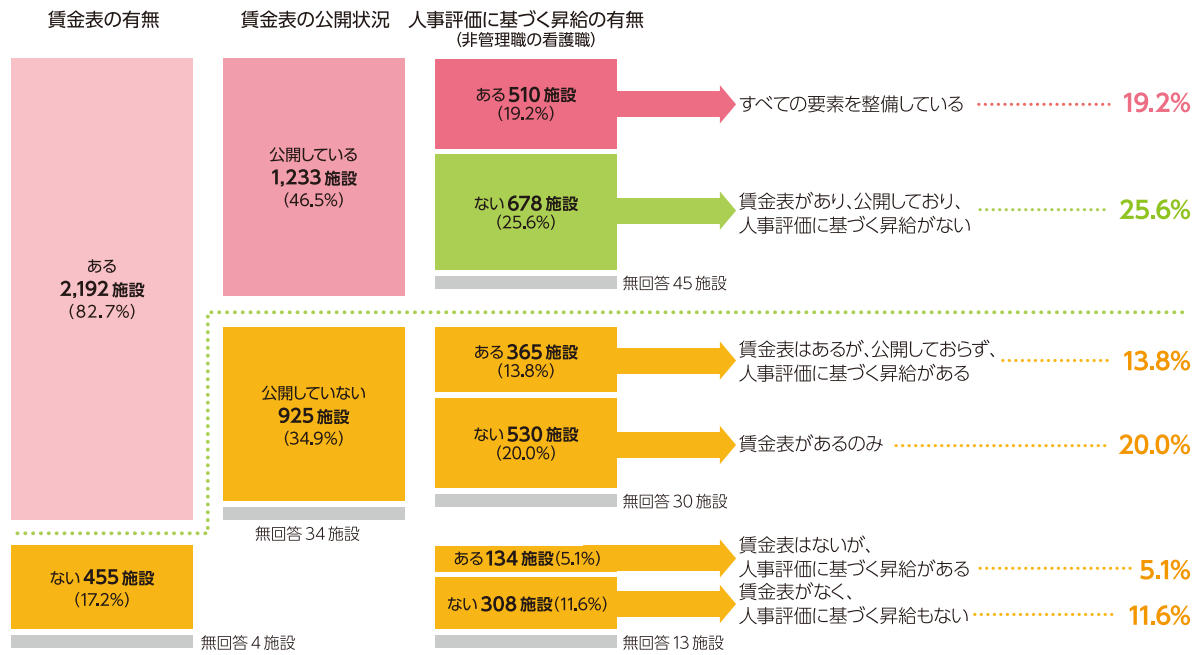 賃金表の有無
賃金表の公開状況
人事評価に基づく昇給の有無
(非管理職の看護職)
ある
2,192 施設
(82.7%)
公開している
1,233 施設
(46.5%)
ある 510 施設
(19.2%)
すべての要素を整備している
19.2%
ない 678 施設
(25.6%)
賃金表があり、公開しており、
人事評価に基づく昇給がない
25.6%
無回答 45 施設
公開していない
925 施設
(34.9%)
無回答 34 施設
ある 365 施設
(13.8%)
賃金表はあるが、公開しておらず、
人事評価に基づく昇給がある
13.8%
ない 530 施設
(20.0%)
賃金表があるのみ
20.0%
無回答 30 施設
ない 455 施設
(17.2%)
無回答 4 施設
ある 134 施設(5.1%)
賃金表はないが、
人事評価に基づく昇給がある
5.1%
ない 308 施設(11.6%)
賃金表がなく、
人事評価に基づく昇給もない
11.6%
無回答 13 施設